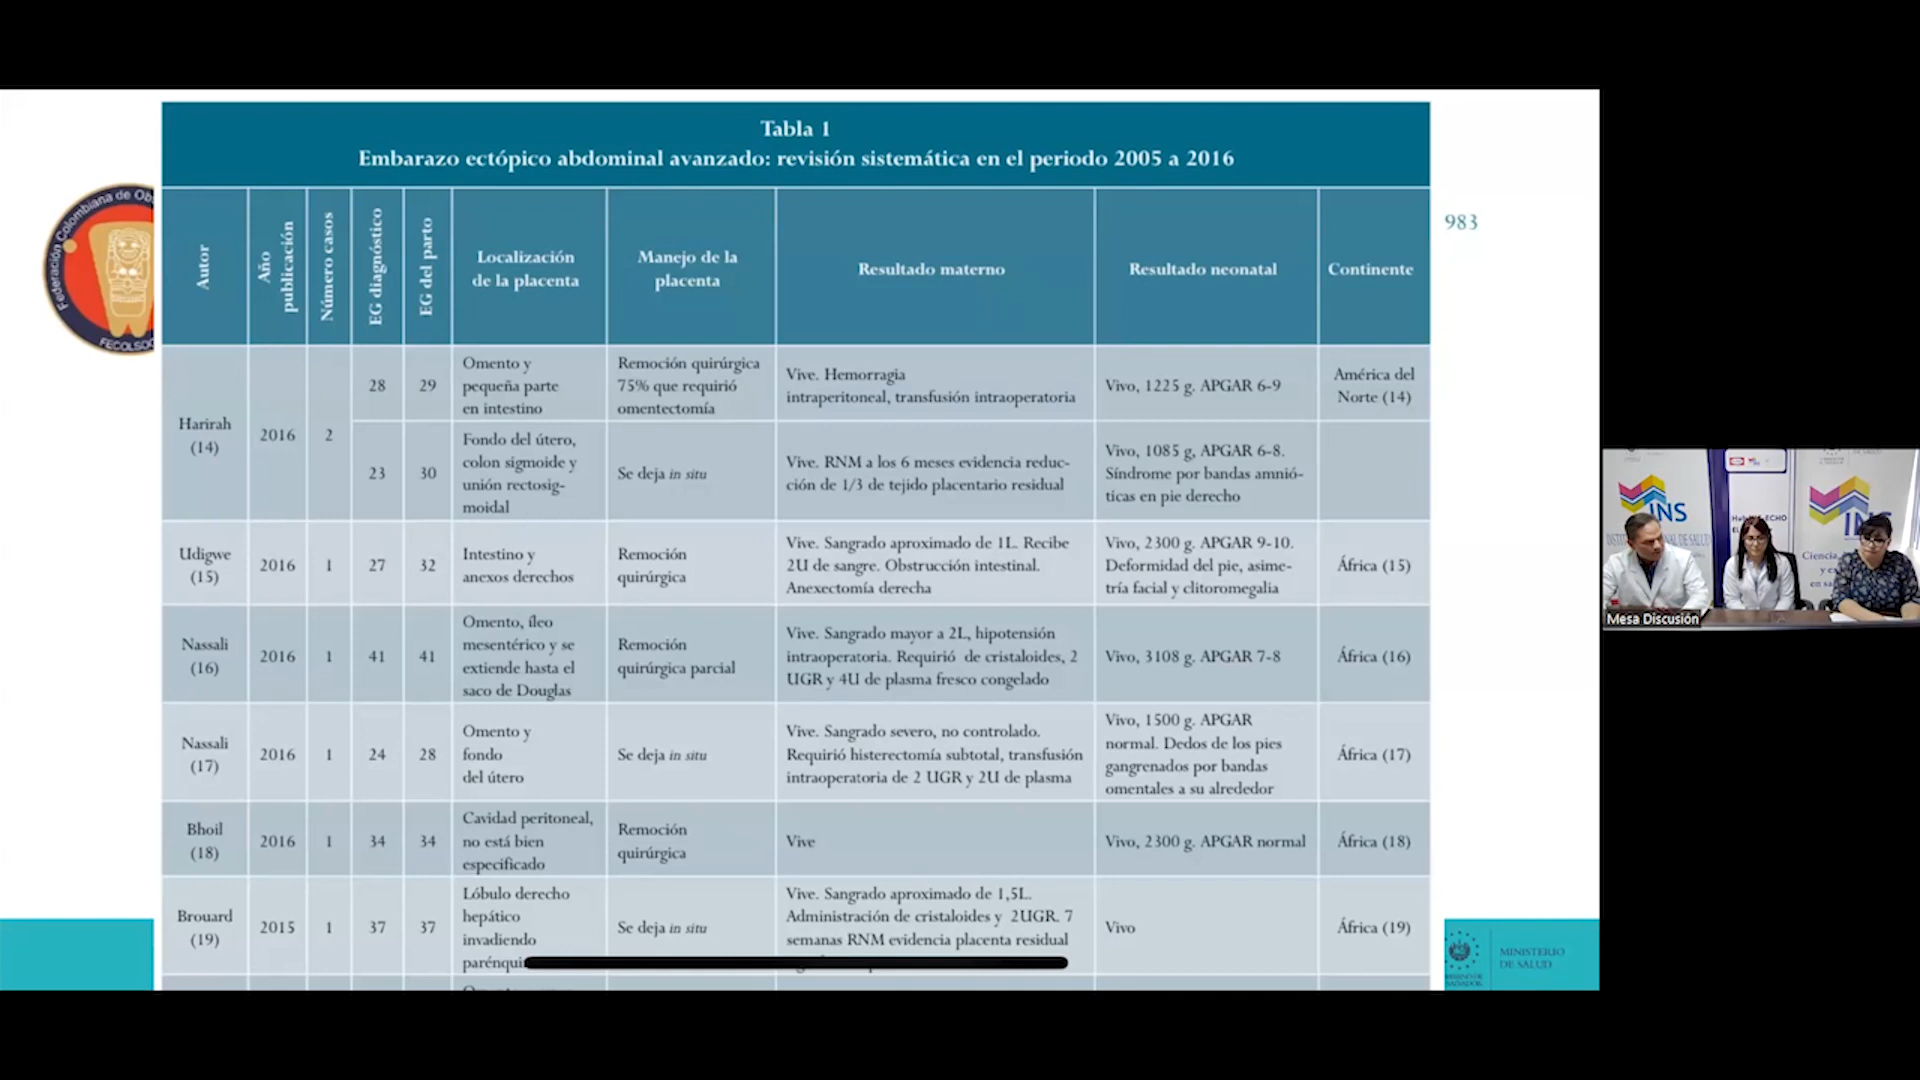 Tabla 1
Embarazo ectópico abdominal avanzado: revisión sistemática en el periodo 2005 a 2016
Federación Colombiana de Obs
FECOLSOG
983
Autor
Año
publicación
Número casos
EG diagnóstico
EG del parto
Localización
de la placenta
Manejo de la
placenta
Resultado materno
Resultado neonatal
Continente
Harirah
(14)
2016
2
28
29
Omento y
pequeña parte
en intestino
Remoción quirúrgica
75% que requirió
omentectomía
Vive. Hemorragia
intraperitoneal, transfusión intraoperatoria
Vivo, 1225 g. APGAR 6-9
América del
Norte (14)
23
30
Fondo del útero,
colon sigmoide y
unión rectosig-
moidal
Se deja in situ
Vive. RNM a los 6 meses evidencia reduc-
ción de 1/3 de tejido placentario residual
Vivo, 1085 g, APGAR 6-8.
Síndrome por bandas amnió-
ticas en pie derecho
Udigwe
(15)
2016
1
27
32
Intestino y
anexos derechos
Remoción
quirúrgica
Vive. Sangrado aproximado de 1L. Recibe
2U de sangre. Obstrucción intestinal.
Anexectomía derecha
Vivo, 2300 g. APGAR 9-10.
Deformidad del pie, asime-
tría facial y clitoromegalia
África (15)
Nassali
(16)
2016
1
41
41
Omento, íleo
mesentérico y se
extiende hasta el
saco de Douglas
Remoción
quirúrgica parcial
Vive. Sangrado mayor a 2L, hipotensión
intraoperatoria. Requirió de cristaloides, 2
UGR y 4U de plasma fresco congelado
Vivo, 3108 g. APGAR 7-8
África (16)
Nassali
(17)
2016
1
24
28
Omento y
fondo
del útero
Se deja in situ
Vive. Sangrado severo, no controlado.
Requirió histerectomía subtotal, transfusión
intraoperatoria de 2 UGR y 2U de plasma
Vivo, 1500 g. APGAR
normal. Dedos de los pies
gangrenados por bandas
omentales a su alrededor
África (17)
Bhoil
(18)
2016
1
34
34
Cavidad peritoneal,
no está bien
especificado
Remoción
quirúrgica
Vive
Vivo, 2300 g. APGAR normal
África (18)
Brouard
(19)
2015
1
37
37
Lóbulo derecho
hepático
invadiendo
parénqui
Se deja in situ
Vive. Sangrado aproximado de 1,5L.
Administración de cristaloides y 2UGR. 7
semanas RNM evidencia placenta residual
Vivo
África (19)
MINISTERIO
DE SALUD
INS
Ciencia
Mesa Discusión